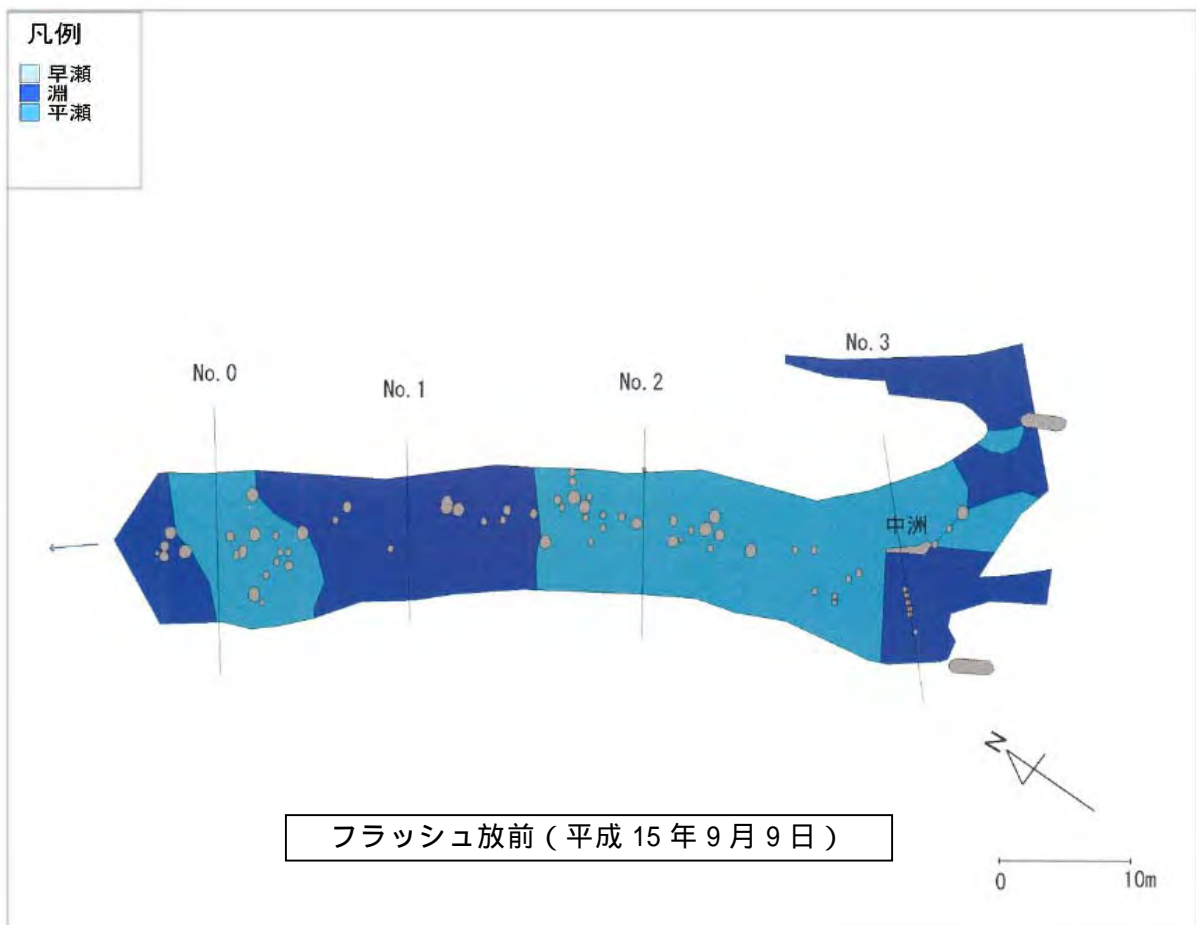 凡例
早瀬
淵
平瀬
No. 3
No. 0
No. 1
No. 2
中洲
N
フラッシュ放前(平成 15 年 9 月 9 日)
0 10m